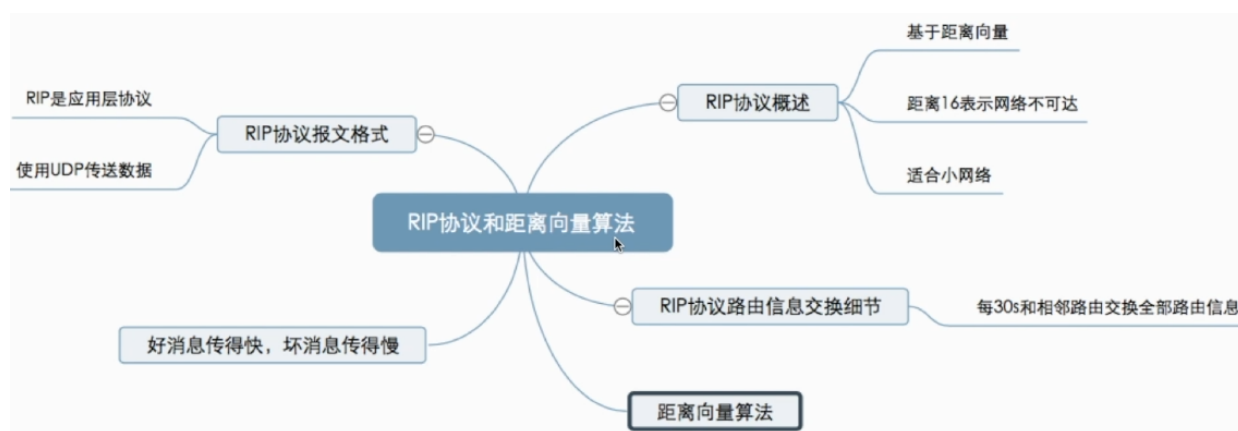 RIP协议和距离向量算法
RIP协议概述
基于距离向量
距离16表示网络不可达
适合小网络
RIP协议路由信息交换细节
每30s和相邻路由交换全部路由信息
距离向量算法
好消息传得快，坏消息传得慢
RIP协议报文格式
RIP是应用层协议
使用UDP传送数据